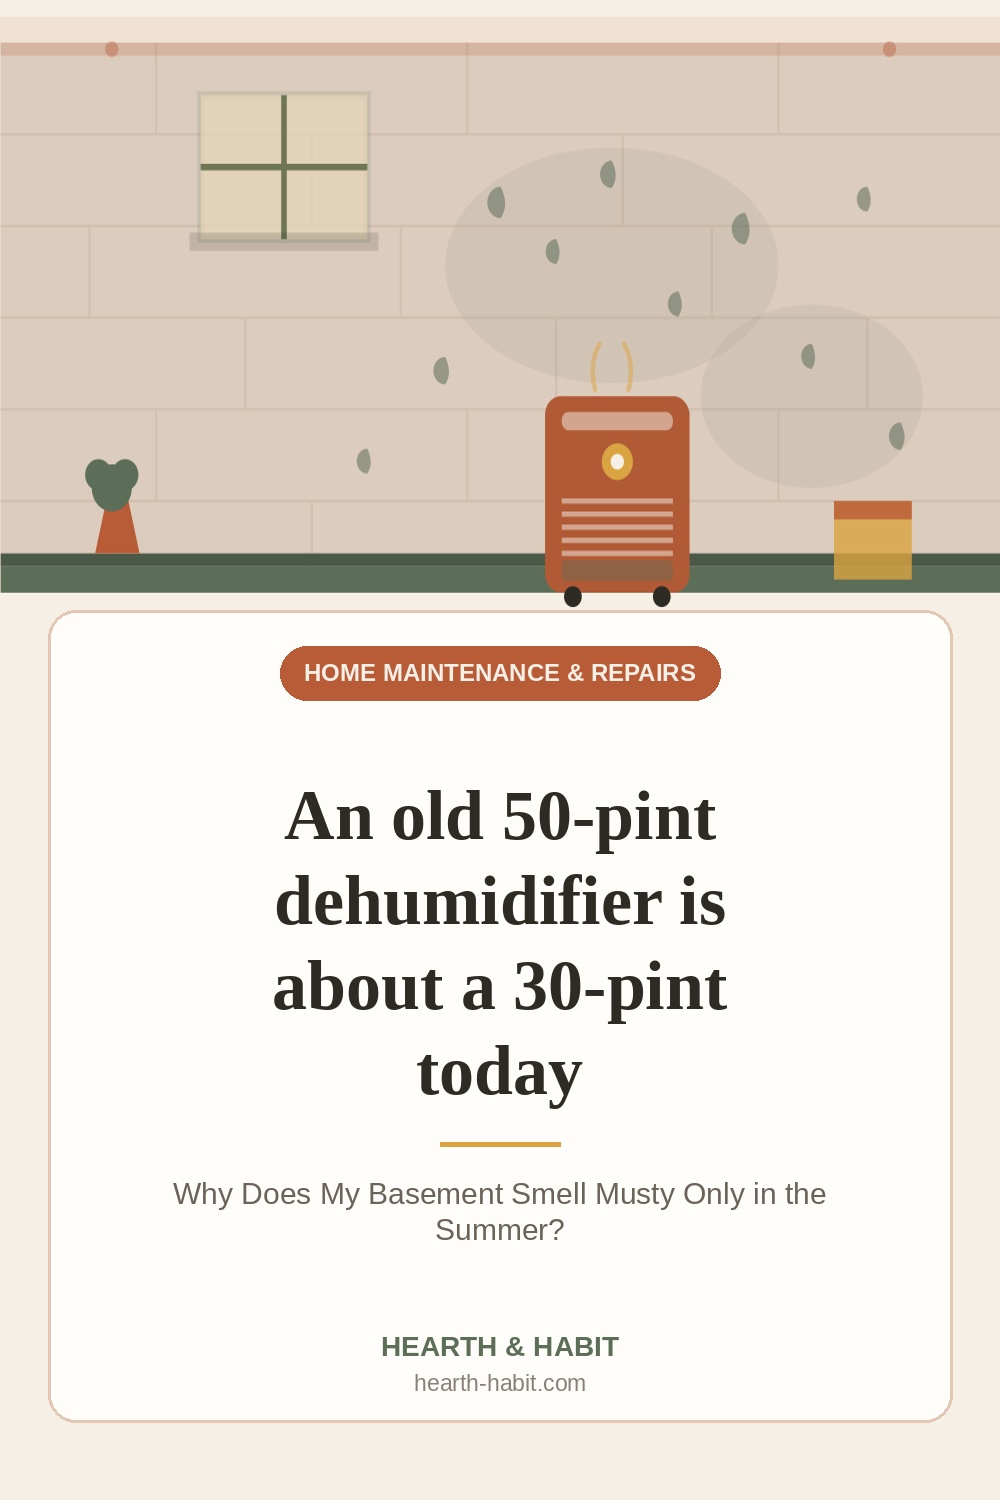 HOME MAINTENANCE & REPAIRS
An old 50-pint
dehumidifier is
about a 30-pint
today
Why Does My Basement Smell Musty Only in the
Summer?
HEARTH & HABIT
hearth-habit.com